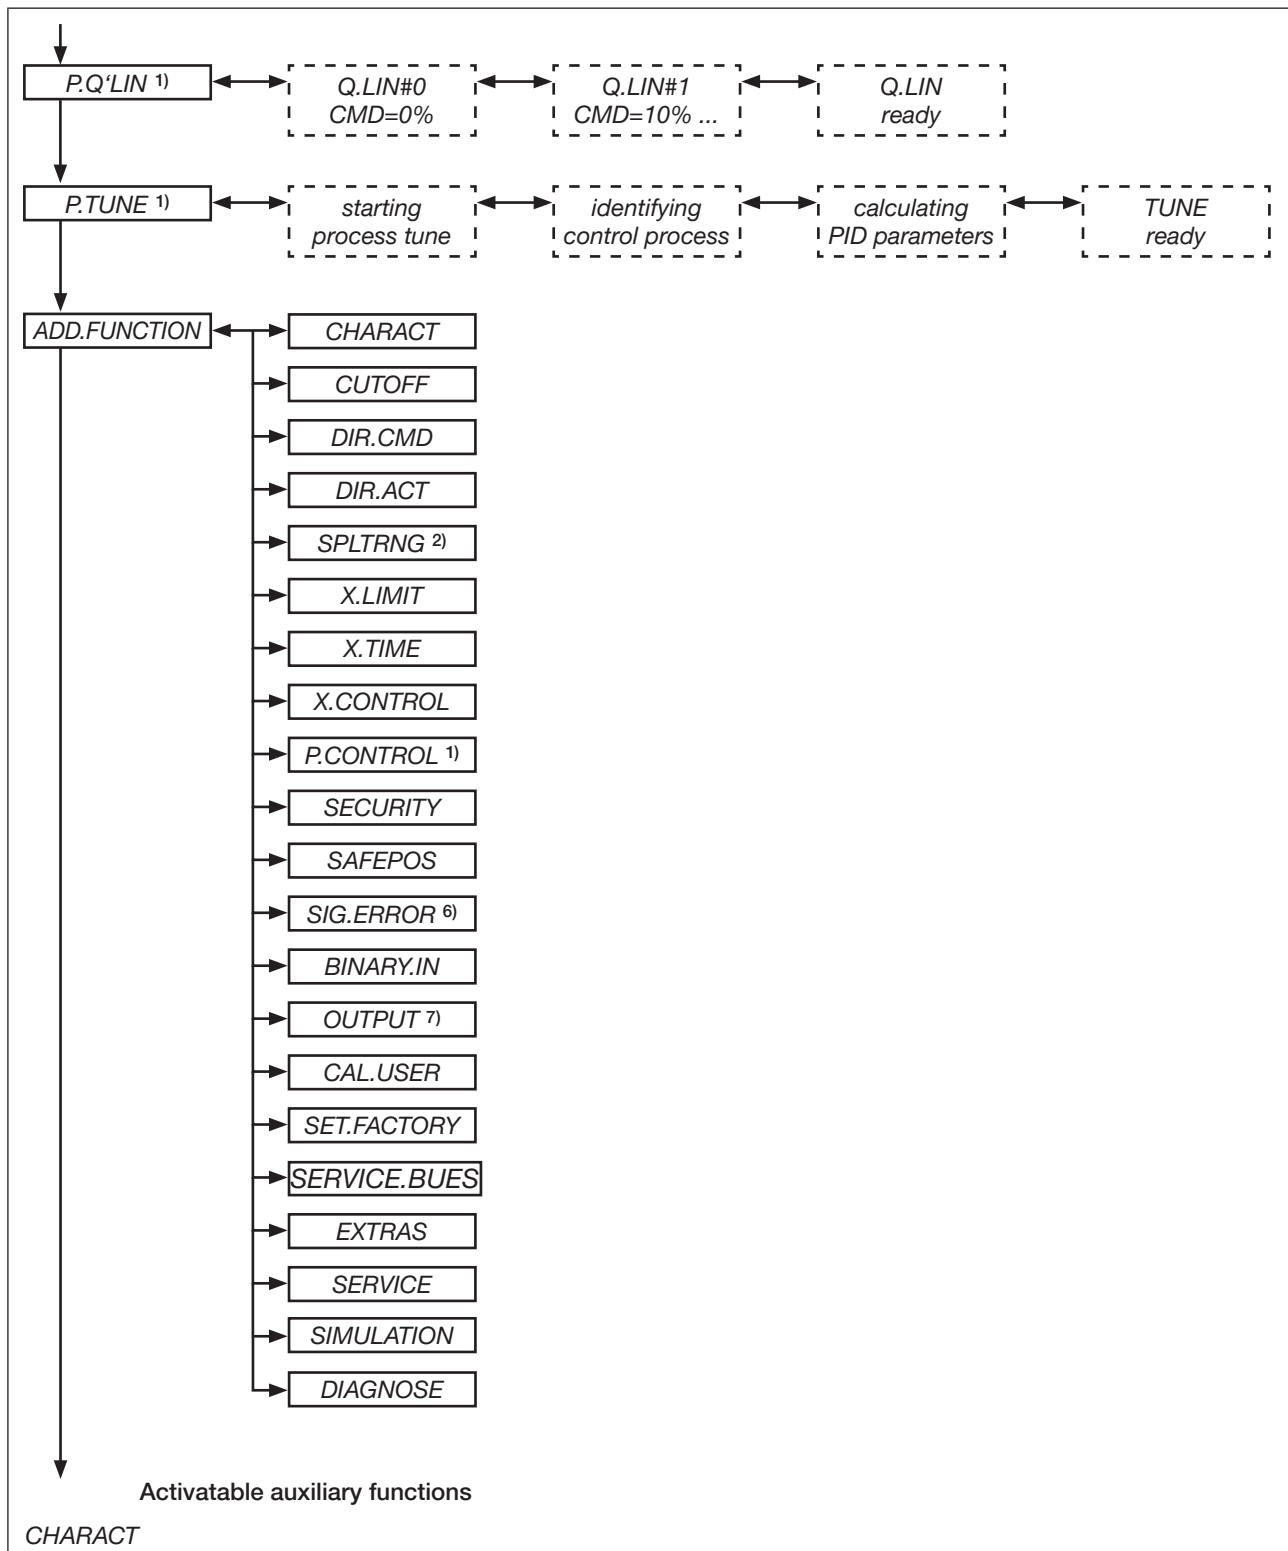 P.Q‘LIN 1)
Q.LIN#0
CMD=0%
Q.LIN#1
CMD=10% ...
Q.LIN
ready
P.TUNE 1)
starting
process tune
identifying
control process
calculating
PID parameters
TUNE
ready
ADD.FUNCTION
CHARACT
CUTOFF
DIR.CMD
DIR.ACT
SPLTRNG 2)
X.LIMIT
X.TIME
X.CONTROL
P.CONTROL 1)
SECURITY
SAFEPOS
SIG.ERROR 6)
BINARY.IN
OUTPUT 7)
CAL.USER
SET.FACTORY
SERVICE.BUES
EXTRAS
SERVICE
SIMULATION
DIAGNOSE
Activatable auxiliary functions
CHARACT